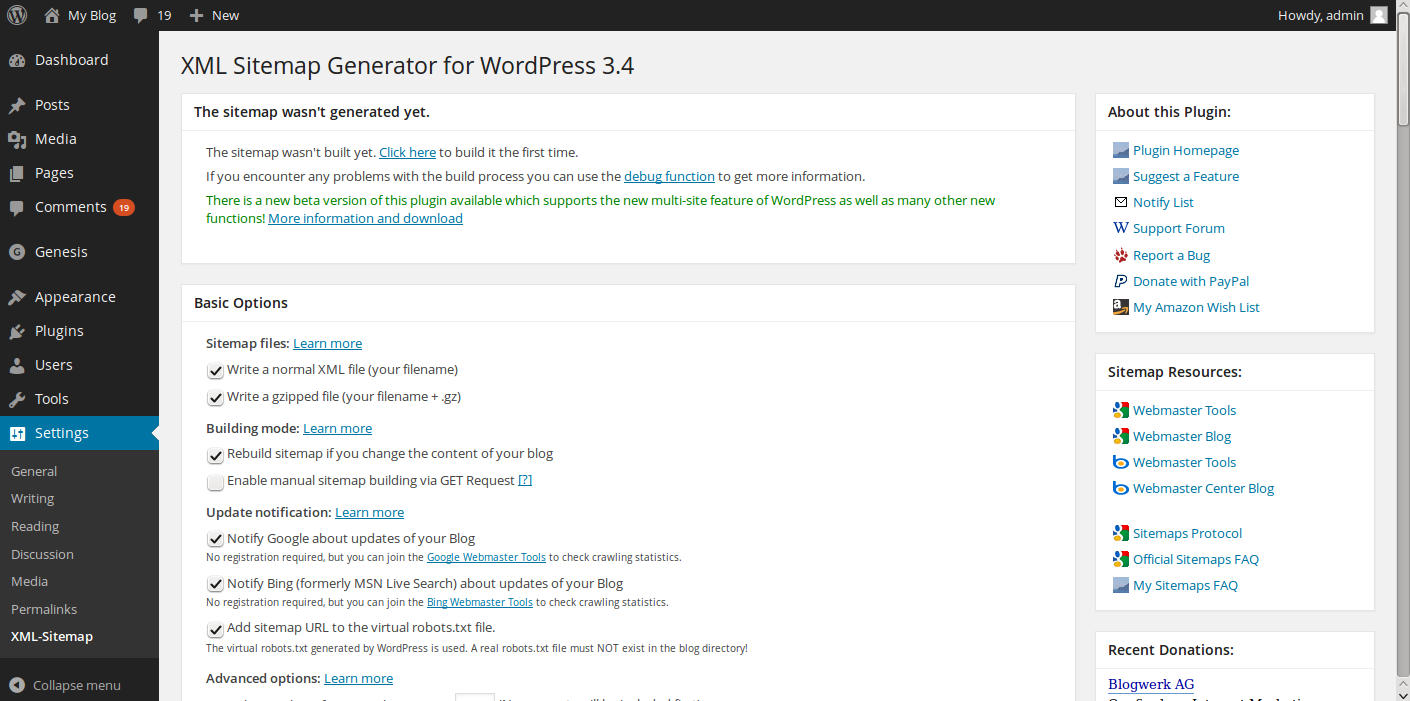 My Blog 19 New Howdy, admin
Dashboard
Posts
Media
Pages
Comments 19
Genesis
Appearance
Plugins
Users
Tools
Settings
General
Writing
Reading
Discussion
Media
Permalinks
XML-Sitemap
Collapse menu
XML Sitemap Generator for WordPress 3.4
The sitemap wasn't generated yet.
The sitemap wasn't built yet. Click here to build it the first time.
If you encounter any problems with the build process you can use the debug function to get more information.
There is a new beta version of this plugin available which supports the new multi-site feature of WordPress as well as many other new
functions! More information and download
Basic Options
Sitemap files: Learn more
Write a normal XML file (your filename)
Write a gzipped file (your filename + .gz)
Building mode: Learn more
Rebuild sitemap if you change the content of your blog
Enable manual sitemap building via GET Request [?]
Update notification: Learn more
Notify Google about updates of your Blog
No registration required, but you can join the Google Webmaster Tools to check crawling statistics.
Notify Bing (formerly MSN Live Search) about updates of your Blog
No registration required, but you can join the Bing Webmaster Tools to check crawling statistics.
Add sitemap URL to the virtual robots.txt file.
The virtual robots.txt generated by WordPress is used. A real robots.txt file must NOT exist in the blog directory!
Advanced options: Learn more
About this Plugin:
Plugin Homepage
Suggest a Feature
Notify List
Support Forum
Report a Bug
Donate with PayPal
My Amazon Wish List
Sitemap Resources:
Webmaster Tools
Webmaster Blog
Webmaster Tools
Webmaster Center Blog
Sitemaps Protocol
Official Sitemaps FAQ
My Sitemaps FAQ
Recent Donations:
Blogwerk AG